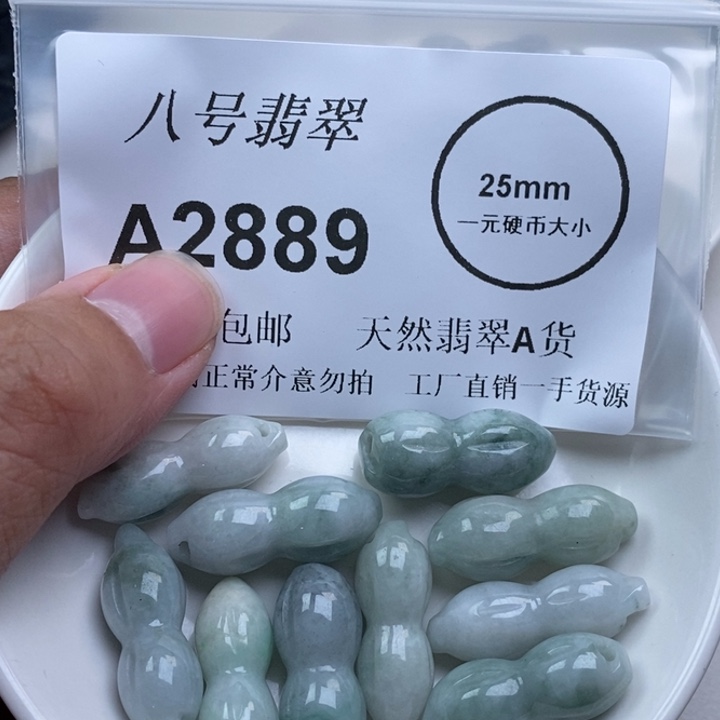 八号翡翠
25mm
一元硬币大小
A2889
包邮 天然翡翠A货
正常介意勿拍 工厂直销一手货源